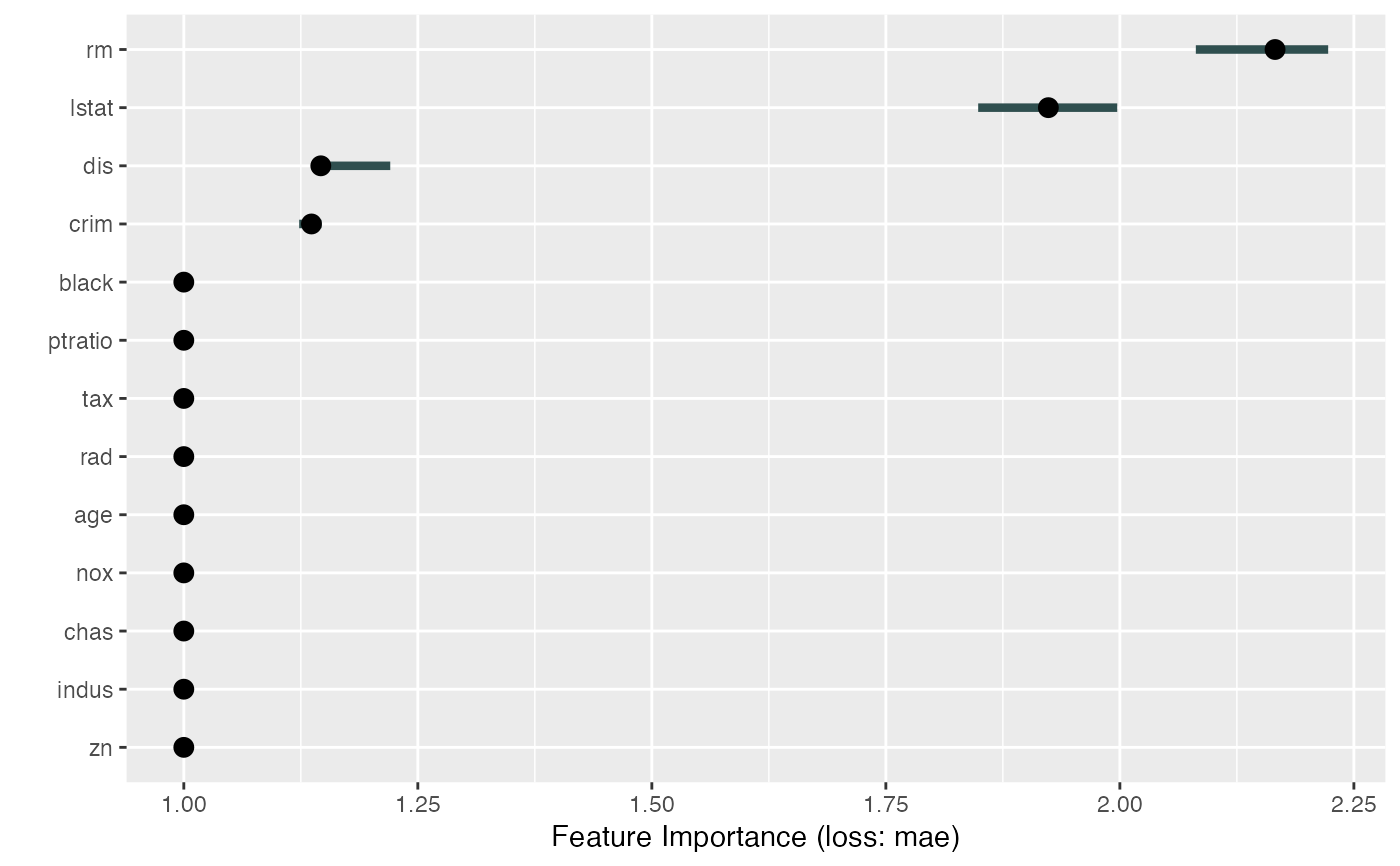 rm
lstat
dis
crim
black
ptratio
tax
rad
age
nox
chas
indus
zn
1.00 1.25 1.50 1.75 2.00 2.25
Feature Importance (loss: mae)